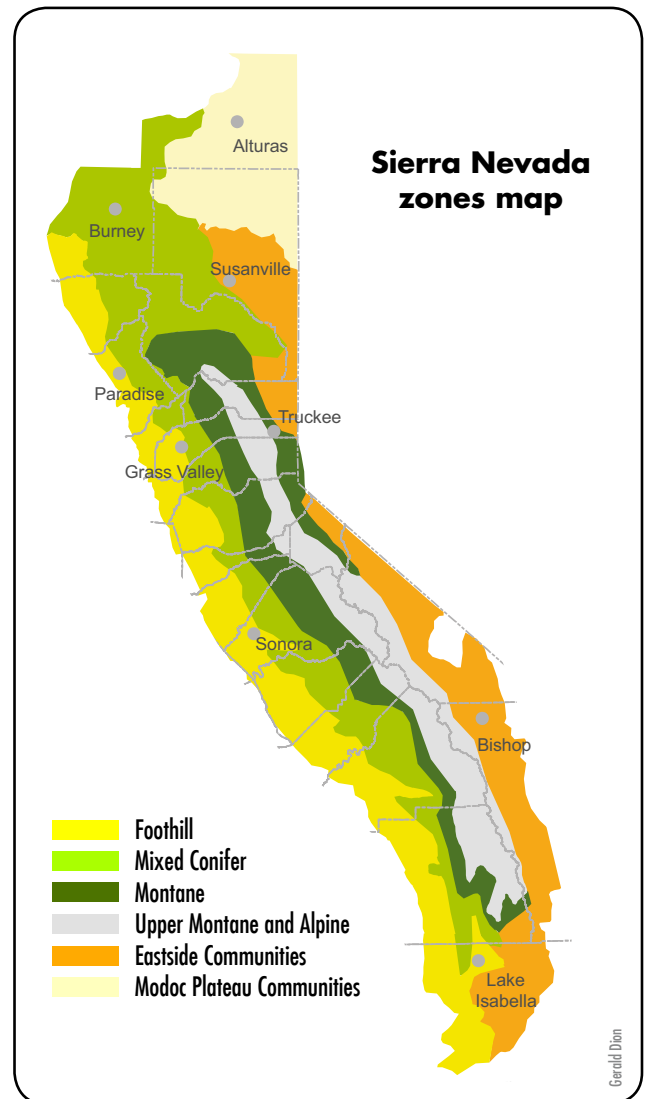 Sierra Nevada
zones map
Alturas
Burney
Susanville
Paradise
Truckee
Grass Valley
Sonora
Bishop
Lake
Isabella
Foothill
Mixed Conifer
Montane
Upper Montane and Alpine
Eastside Communities
Modoc Plateau Communities
Gerald Dion